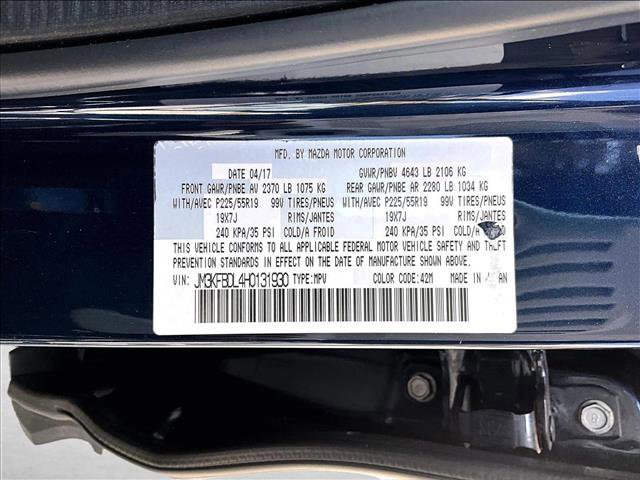 MFD. BY MAZDA MOTOR CORPORATION
DATE 04/17 GVWR/PNBV 4643 LB 2106 KG
FRONT GAWR/PNBE AV 2370 LB 1075 KG REAR GAWR/PNBE AR 2280 LB 1034 KG
WITH/AVEC P225/55R19 99V TIRES/PNEUS WITH/AVEC P225/55R19 99V TIRES/PNEUS
19X7J RIMS/JANTES 19X7J RIMS/JANTES
240 KPA/35 PSI COLD/A FROID 240 KPA/35 PSI COLD/A FROID
THIS VEHICLE CONFORMS TO ALL APPLICABLE FEDERAL MOTOR VEHICLE SAFETY AND THEFT
PREVENTION STANDARDS IN EFFECT ON THE DATE OF MANUFACTURE SHOWN ABOVE.
VIN: JM3KFBDL4H0131930 TYPE:MPV COLOR CODE:42M MADE IN JAPAN